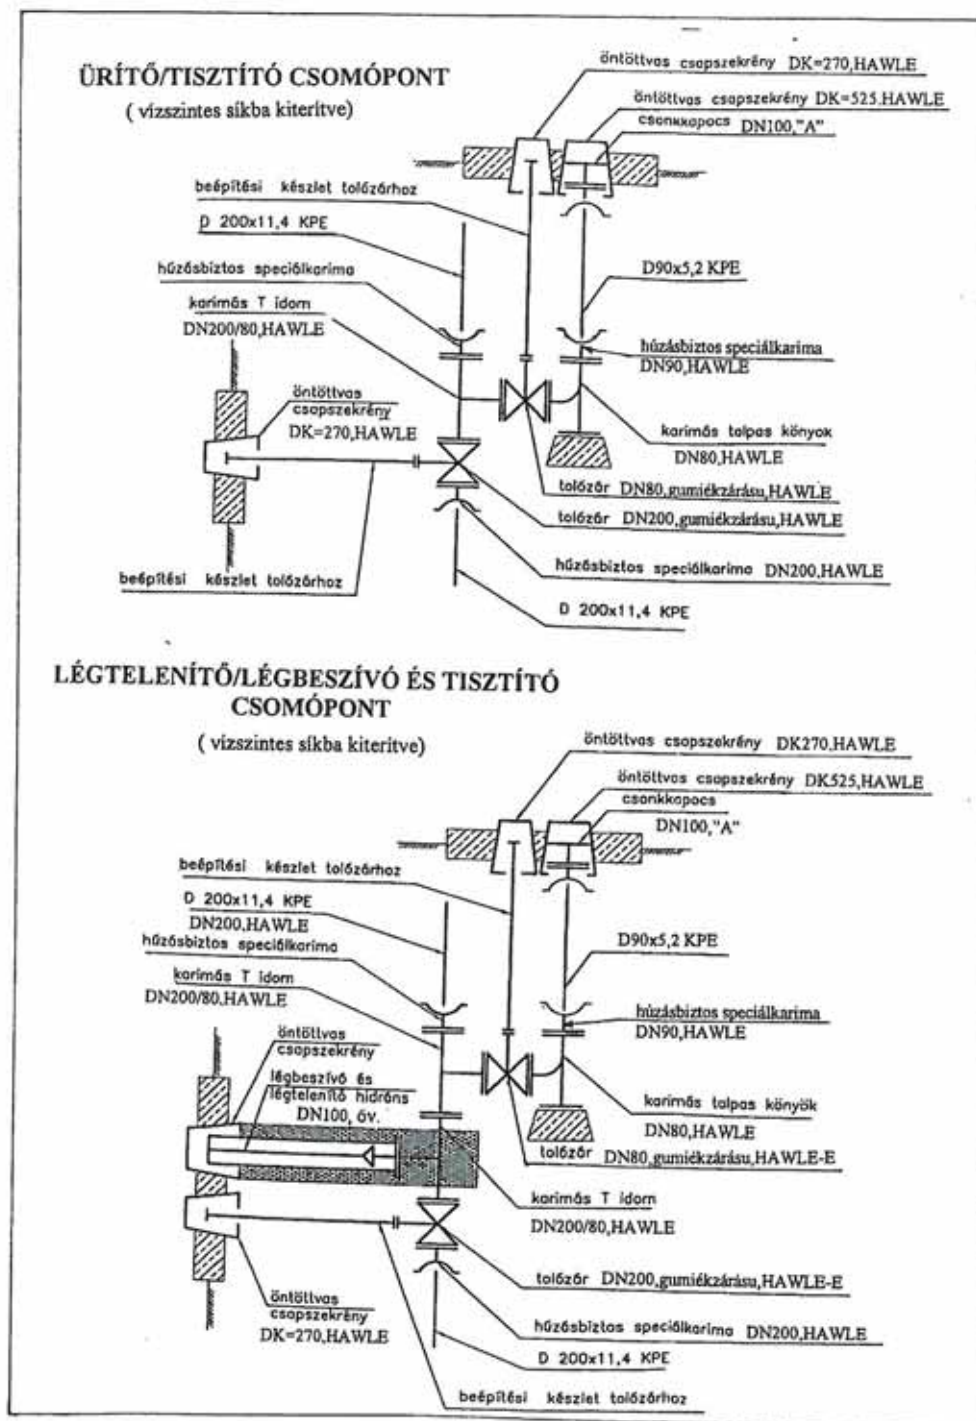 ÜRÍTŐ/TISZTÍTÓ CSOMÓPONT
( vízszintes síkba kiterítve)
öntöttvas csapszekrény DK=270,HAWLE
öntöttvas csapszekrény DK=525.HAWLE
csonkkapocs DN100,"A"
beépítési készlet tolózárhoz
D 200x11,4 KPE
húzásbiztos speciálkarima
karimás T idom
DN200/80,HAWLE
D90x5,2 KPE
húzásbiztos speciálkarima
DN90,HAWLE
öntöttvas
csapszekrény
DK=270,HAWLE
karimás talpas könyök
DN80,HAWLE
tolózár DN80,gumiékzárásu,HAWLE
tolózár DN200,gumiékzárásu,HAWLE
beépítési készlet tolózárhoz
húzásbiztos speciálkarima DN200,HAWLE
D 200x11,4 KPE
LÉGTELENÍTŐ/LÉGBESZÍVÓ ÉS TISZTÍTÓ
CSOMÓPONT
( vízszintes síkba kiterítve)
öntöttvas csapszekrény DK270,HAWLE
öntöttvas csapszekrény DK525,HAWLE
csonkkapocs
DN100,"A"
beépítési készlet tolózárhoz
D 200x11,4 KPE
DN200,HAWLE
húzásbiztos speciálkarima
karimás T idom
DN200/80.HAWLE
D90x5,2 KPE
húzásbiztos speciálkarima
DN90,HAWLE
öntöttvas
csapszekrény
légbeszívó és
légtelenítő hidráns
DN100, öv.
karimás talpas könyök
DN80,HAWLE
tolózár DN80,gumiékzárásu,HAWLE-E
karimás T idom
DN200/80,HAWLE
tolózár DN200,gumiékzárásu,HAWLE-E
öntöttvas
csapszekrény
DK=270,HAWLE
húzásbiztos speciálkarima DN200,HAWLE
D 200x11,4 KPE
beépítési készlet tolózárhoz